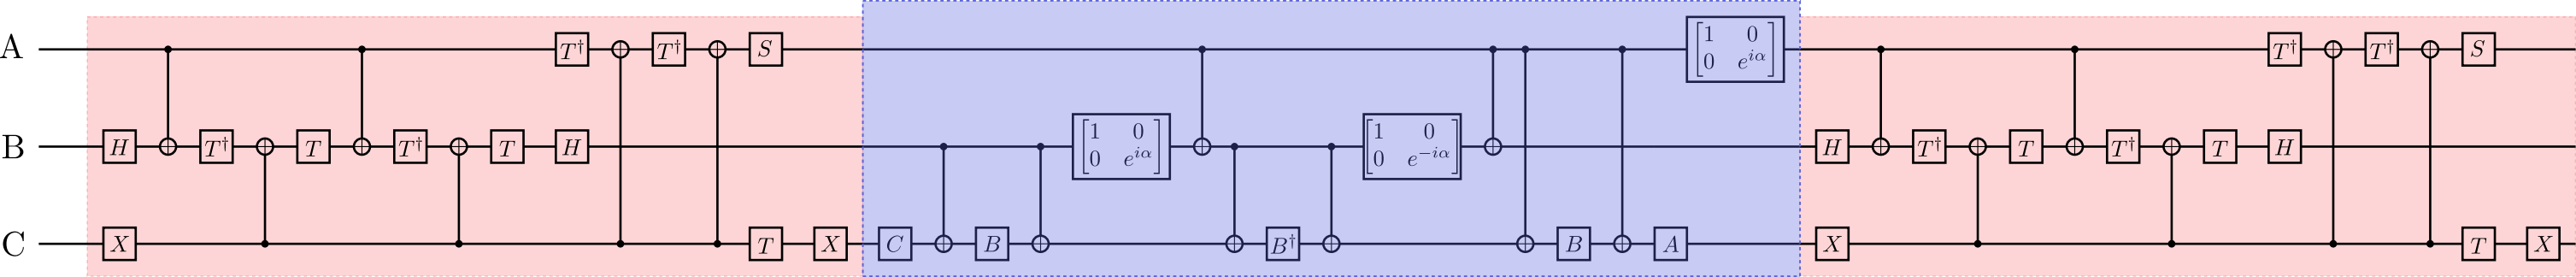 A T† T† S [1 0 0 e^{iα}] T† T† S
B H T† T T† T H [1 0 0 e^{iα}] [1 0 0 e^{-iα}] H T† T T† T H
C X T X C B B† B A X T X